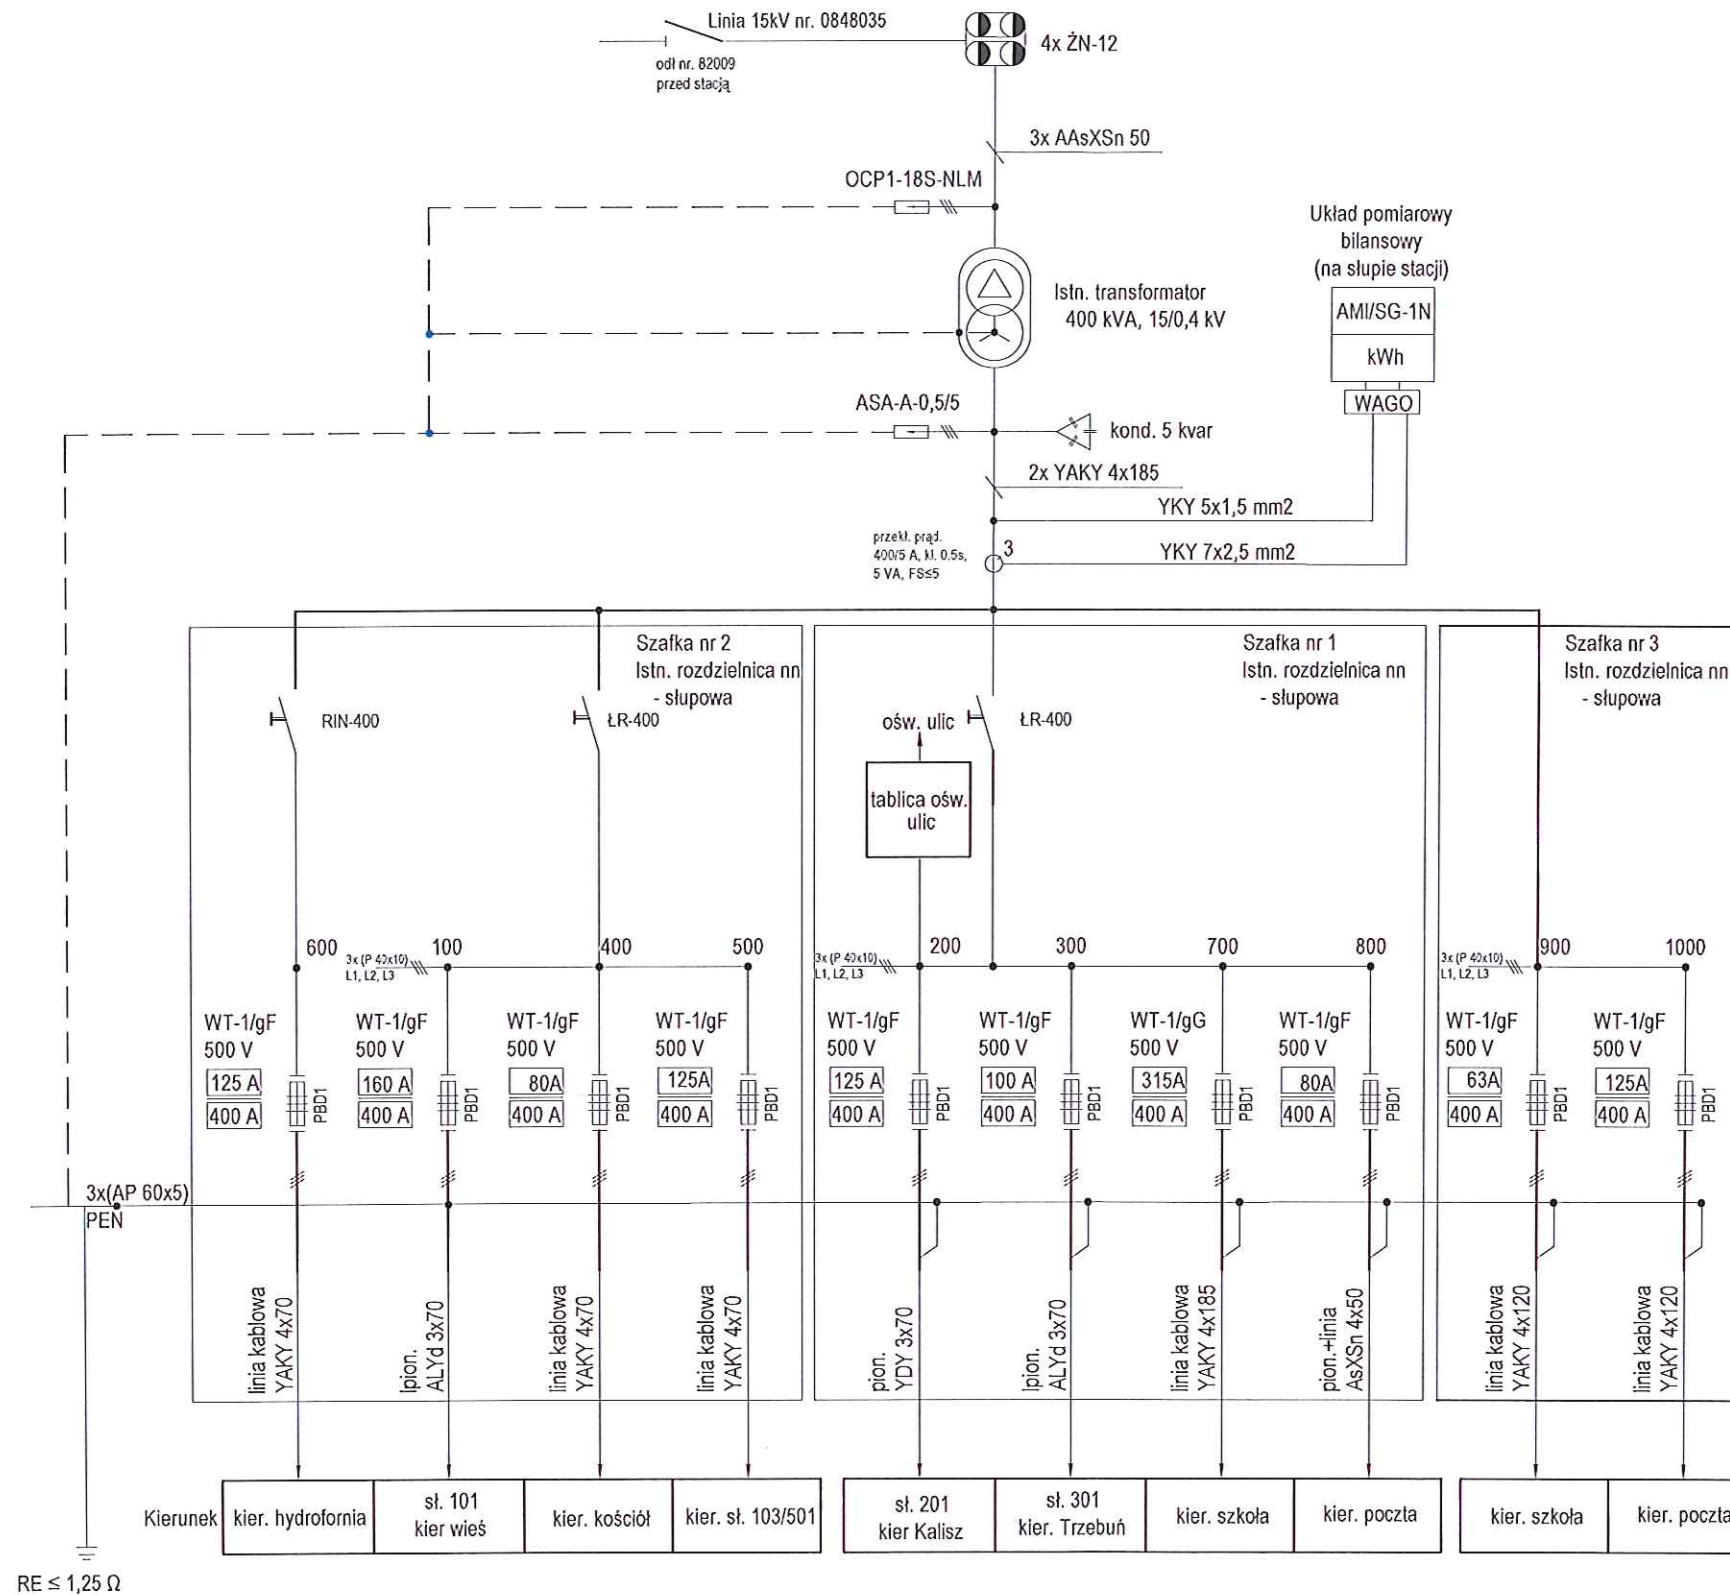 Linia 15kV nr. 0848035
odł nr. 82009
przed stacją
4x ŻN-12
3x AAsXSn 50
OCP1-18S-NLM
Układ pomiarowy
bilansowy
(na słupie stacji)
AMI/SG-1N
kWh
WAGO
Istn. transformator
400 kVA, 15/0,4 kV
ASA-A-0,5/5
kond. 5 kvar
2x YAKY 4x185
YKY 5x1,5 mm2
przekł. prąd.
400/5 A, kl. 0.5s,
5 VA, FS≤5
3
YKY 7x2,5 mm2
Szafka nr 2
Istn. rozdzielnica nn
- słupowa
RIN-400
ŁR-400
Szafka nr 1
Istn. rozdzielnica nn
- słupowa
ośw. ulic
ŁR-400
tablica ośw.
ulic
Szafka nr 3
Istn. rozdzielnica nn
- słupowa
600
3x (P 40x10)
L1, L2, L3
100
400
500
3x (P 40x10)
L1, L2, L3
200
300
700
800
3x (P 40x10)
L1, L2, L3
900
1000
WT-1/gF
500 V
125 A
400 A
PBD1
WT-1/gF
500 V
160 A
400 A
PBD1
WT-1/gF
500 V
80A
400 A
PBD1
WT-1/gF
500 V
125A
400 A
PBD1
WT-1/gF
500 V
125 A
400 A
PBD1
WT-1/gF
500 V
100 A
400 A
PBD1
WT-1/gG
500 V
315A
400 A
PBD1
WT-1/gF
500 V
80A
400 A
PBD1
WT-1/gF
500 V
63A
400 A
PBD1
WT-1/gF
500 V
125A
400 A
PBD1
3x(AP 60x5)
PEN
linia kablowa
YAKY 4x70
lpion.
ALYd 3x70
linia kablowa
YAKY 4x70
linia kablowa
YAKY 4x70
pion.
YDY 3x70
lpion.
ALYd 3x70
linia kablowa
YAKY 4x185
pion.+linia
AsXSn 4x50
linia kablowa
YAKY 4x120
linia kablowa
YAKY 4x120
Kierunek
kier. hydrofornia
sł. 101
kier wieś
kier. kościół
kier. sł. 103/501
sł. 201
kier Kalisz
sł. 301
kier. Trzebuń
kier. szkoła
kier. poczta
kier. szkoła
kier. poczta
RE ≤ 1,25 Ω